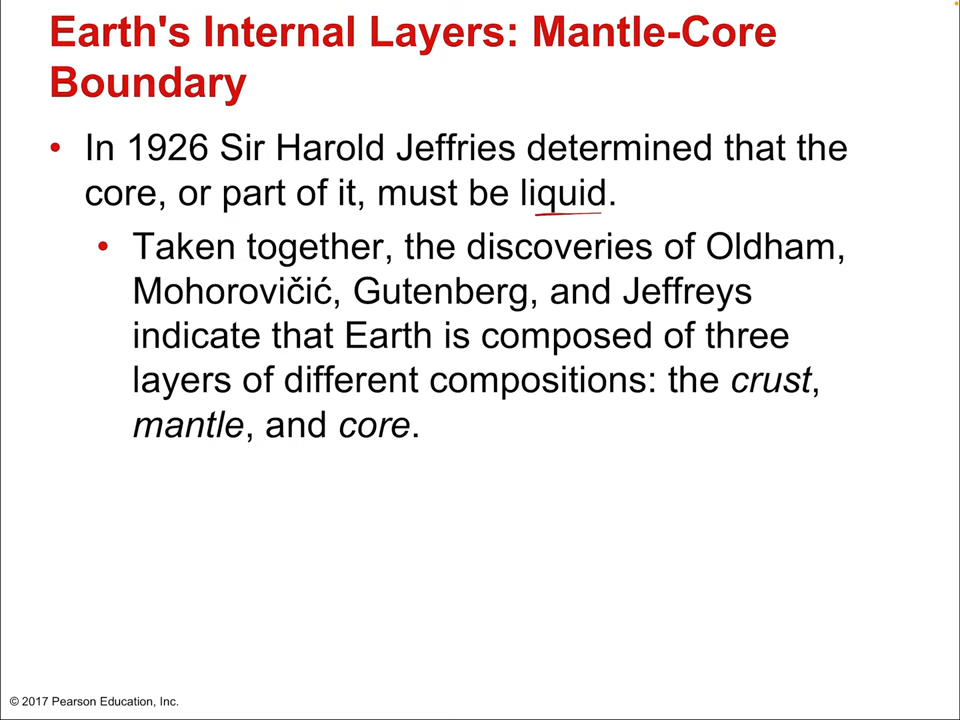 Earth's Internal Layers: Mantle-Core
Boundary
• In 1926 Sir Harold Jeffries determined that the
core, or part of it, must be liquid.
• Taken together, the discoveries of Oldham,
Mohorovičić, Gutenberg, and Jeffreys
indicate that Earth is composed of three
layers of different compositions: the crust,
mantle, and core.
© 2017 Pearson Education, Inc.